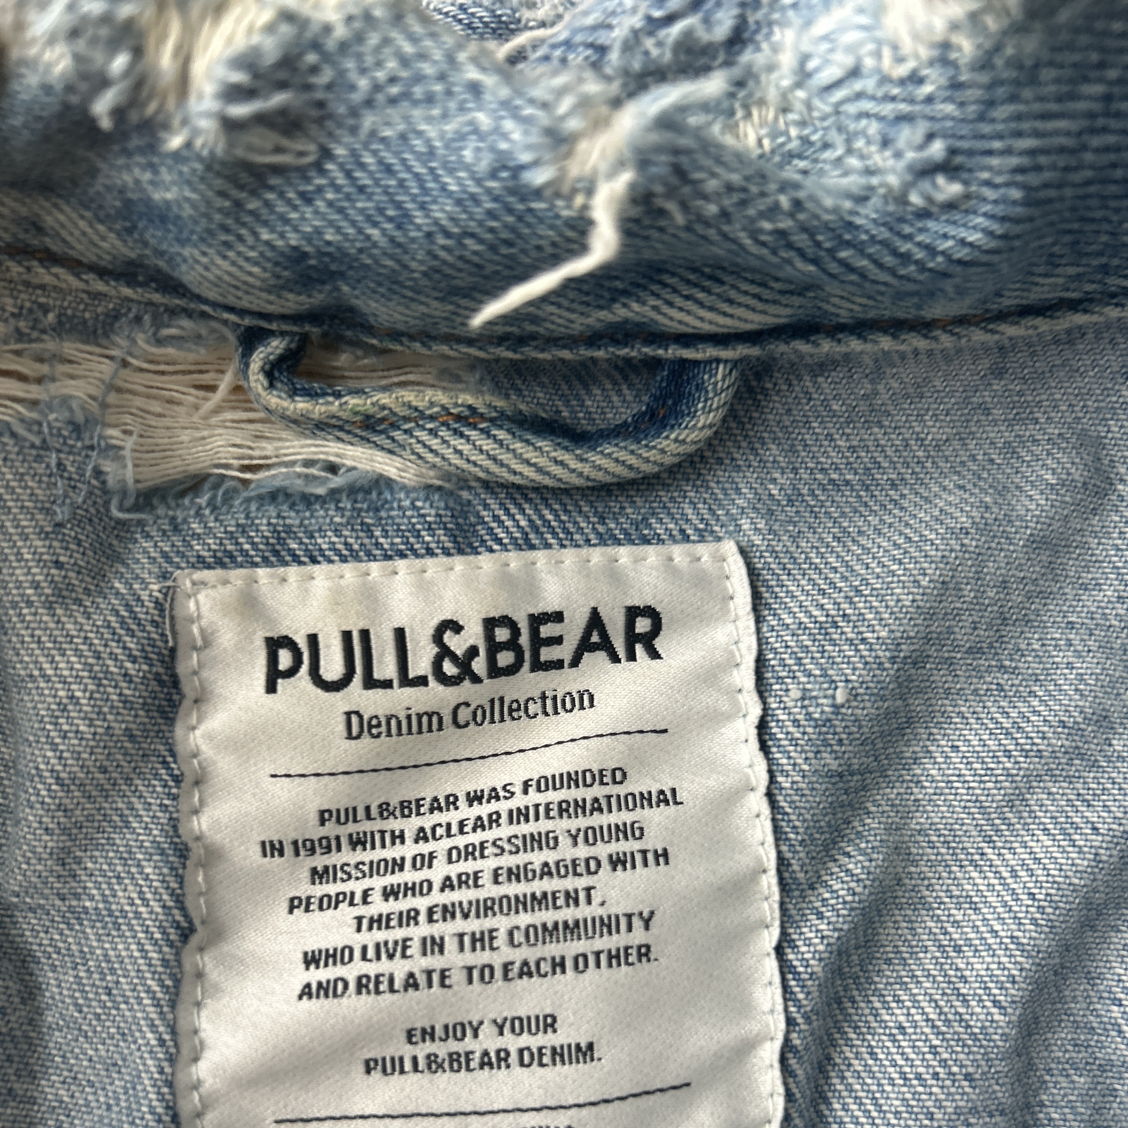 PULL&BEAR
Denim Collection
PULL&BEAR WAS FOUNDED
IN 1991 WITH ACLEAR INTERNATIONAL
MISSION OF DRESSING YOUNG
PEOPLE WHO ARE ENGAGED WITH
THEIR ENVIRONMENT,
WHO LIVE IN THE COMMUNITY
AND RELATE TO EACH OTHER.
ENJOY YOUR
PULL&BEAR DENIM.